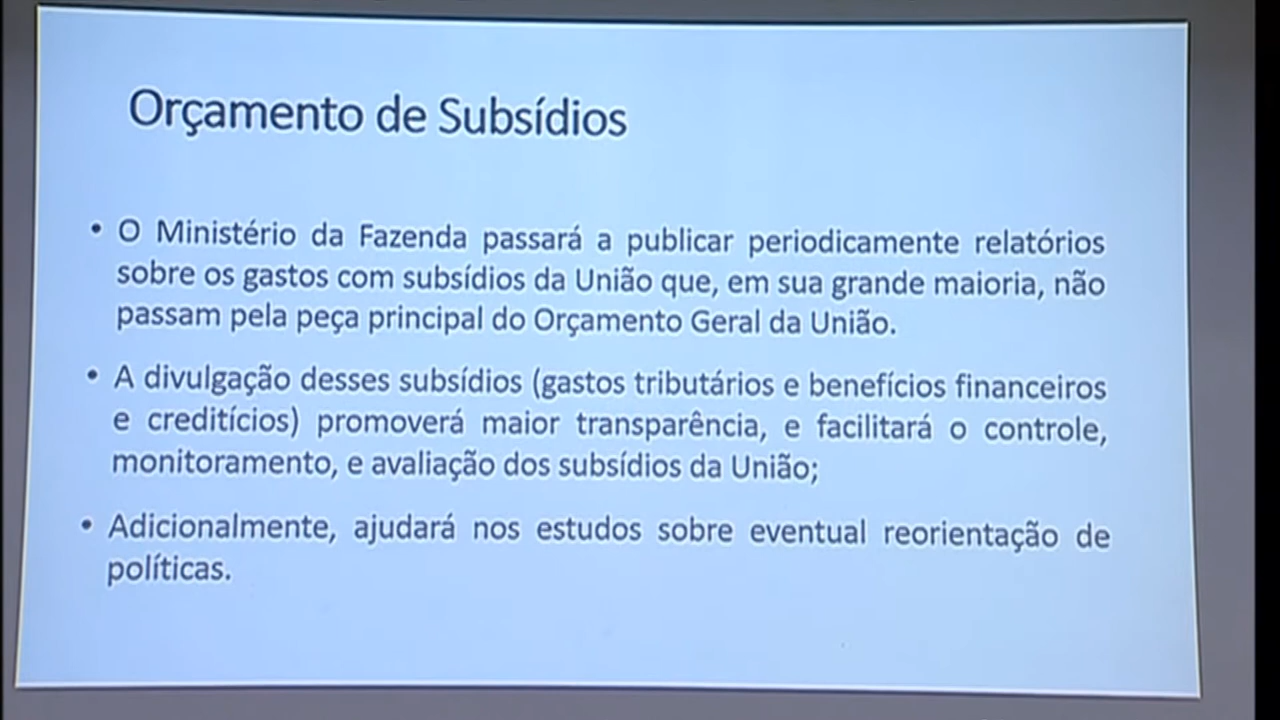 Orçamento de Subsídios
• O Ministério da Fazenda passará a publicar periodicamente relatórios
sobre os gastos com subsídios da União que, em sua grande maioria, não
passam pela peça principal do Orçamento Geral da União.
• A divulgação desses subsídios (gastos tributários e benefícios financeiros
e creditícios) promoverá maior transparência, e facilitará o controle,
monitoramento, e avaliação dos subsídios da União;
• Adicionalmente, ajudará nos estudos sobre eventual reorientação de
políticas.